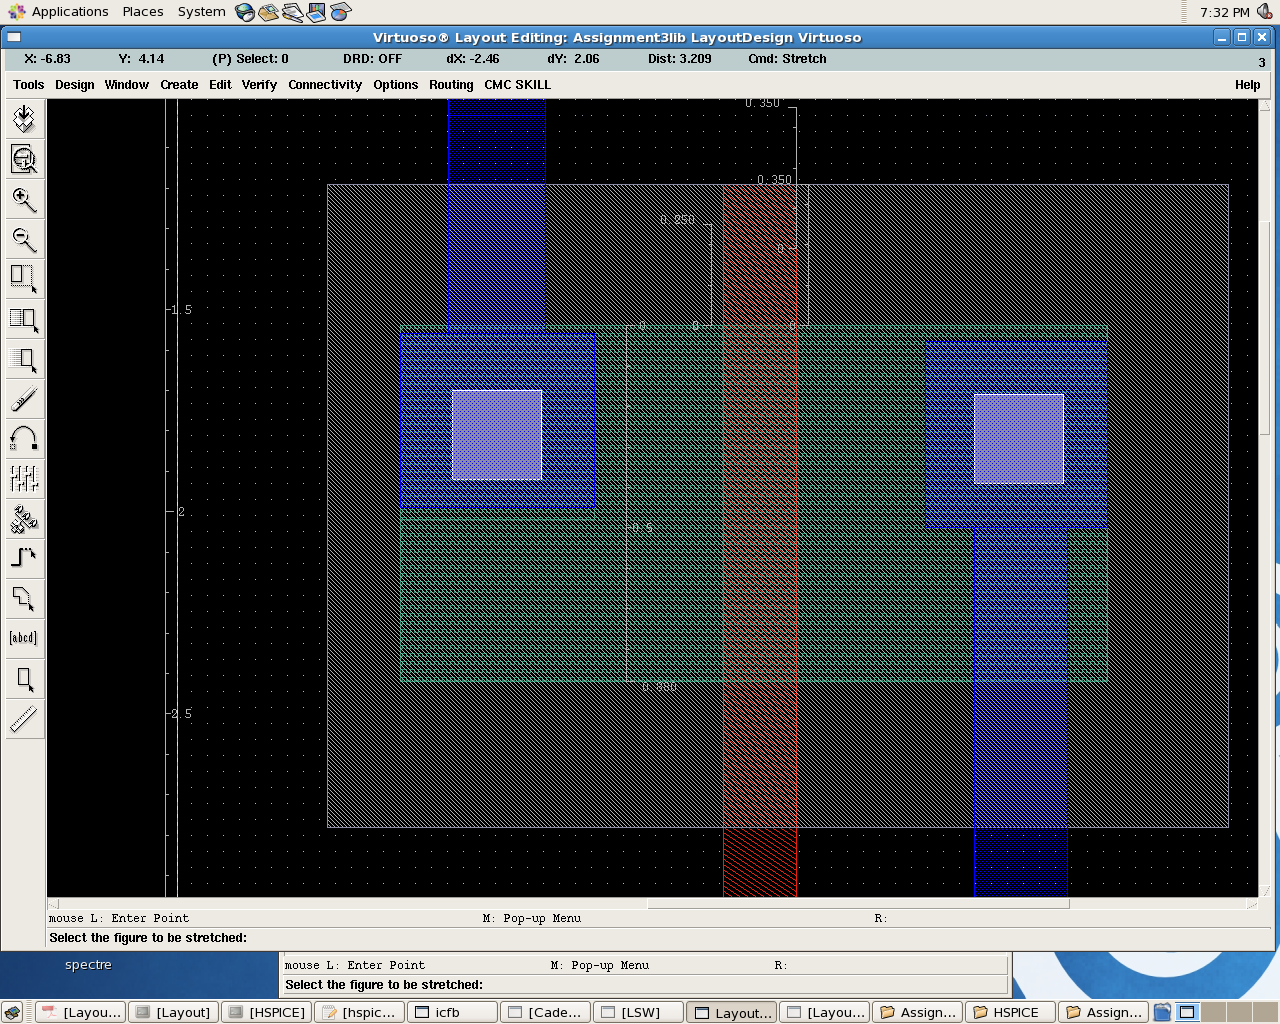 Applications Places System 7:32 PM
Virtuoso® Layout Editing: Assignment3lib LayoutDesign Virtuoso
X: -6.83 Y: 4.14 (P) Select: 0 DRD: OFF dX: -2.46 dY: 2.06 Dist: 3.209 Cmd: Stretch 3
Tools Design Window Create Edit Verify Connectivity Options Routing CMC SKILL Help
0.350
0.350
0.250
0
-1.5
0 0 0
-2
0.5
0.950
-2.5
[abcd]
mouse L: Enter Point M: Pop-up Menu R:
Select the figure to be stretched:
spectre
mouse L: Enter Point M: Pop-up Menu R:
Select the figure to be stretched:
[Layou... [Layout] [HSPICE] [hspic... icfb [Cade... [LSW] Layout... [Layou... Assign... HSPICE Assign...